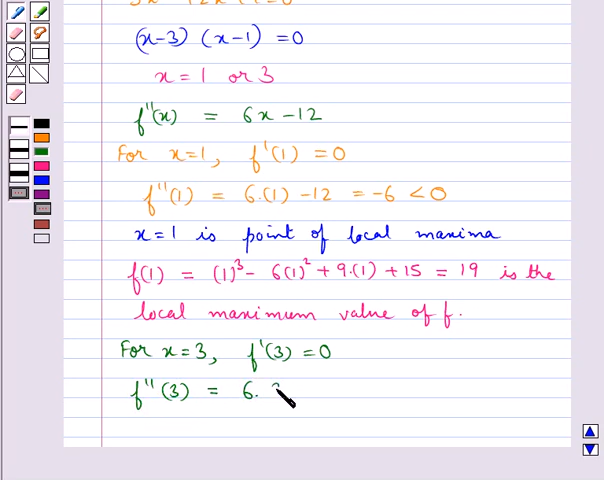 (x-3) (x-1) = 0
x = 1 or 3
f''(x) = 6x - 12
For x=1, f'(1) = 0
f''(1) = 6.(1) - 12 = -6 < 0
x=1 is point of local maxima
f(1) = (1)³ - 6(1)² + 9.(1) + 15 = 19 is the
local maximum value of f.
For x=3, f'(3) = 0
f''(3) = 6.